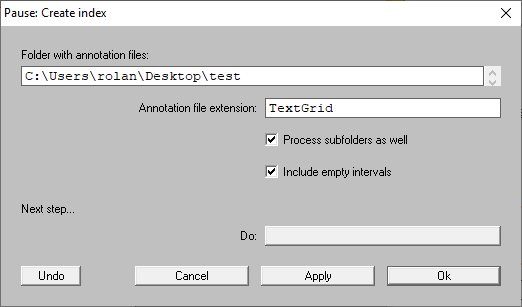 Pause: Create index
Folder with annotation files:
C:\Users\rolan\Desktop\test
Annotation file extension: TextGrid
Process subfolders as well
Include empty intervals
Next step...
Do:
Undo Cancel Apply Ok